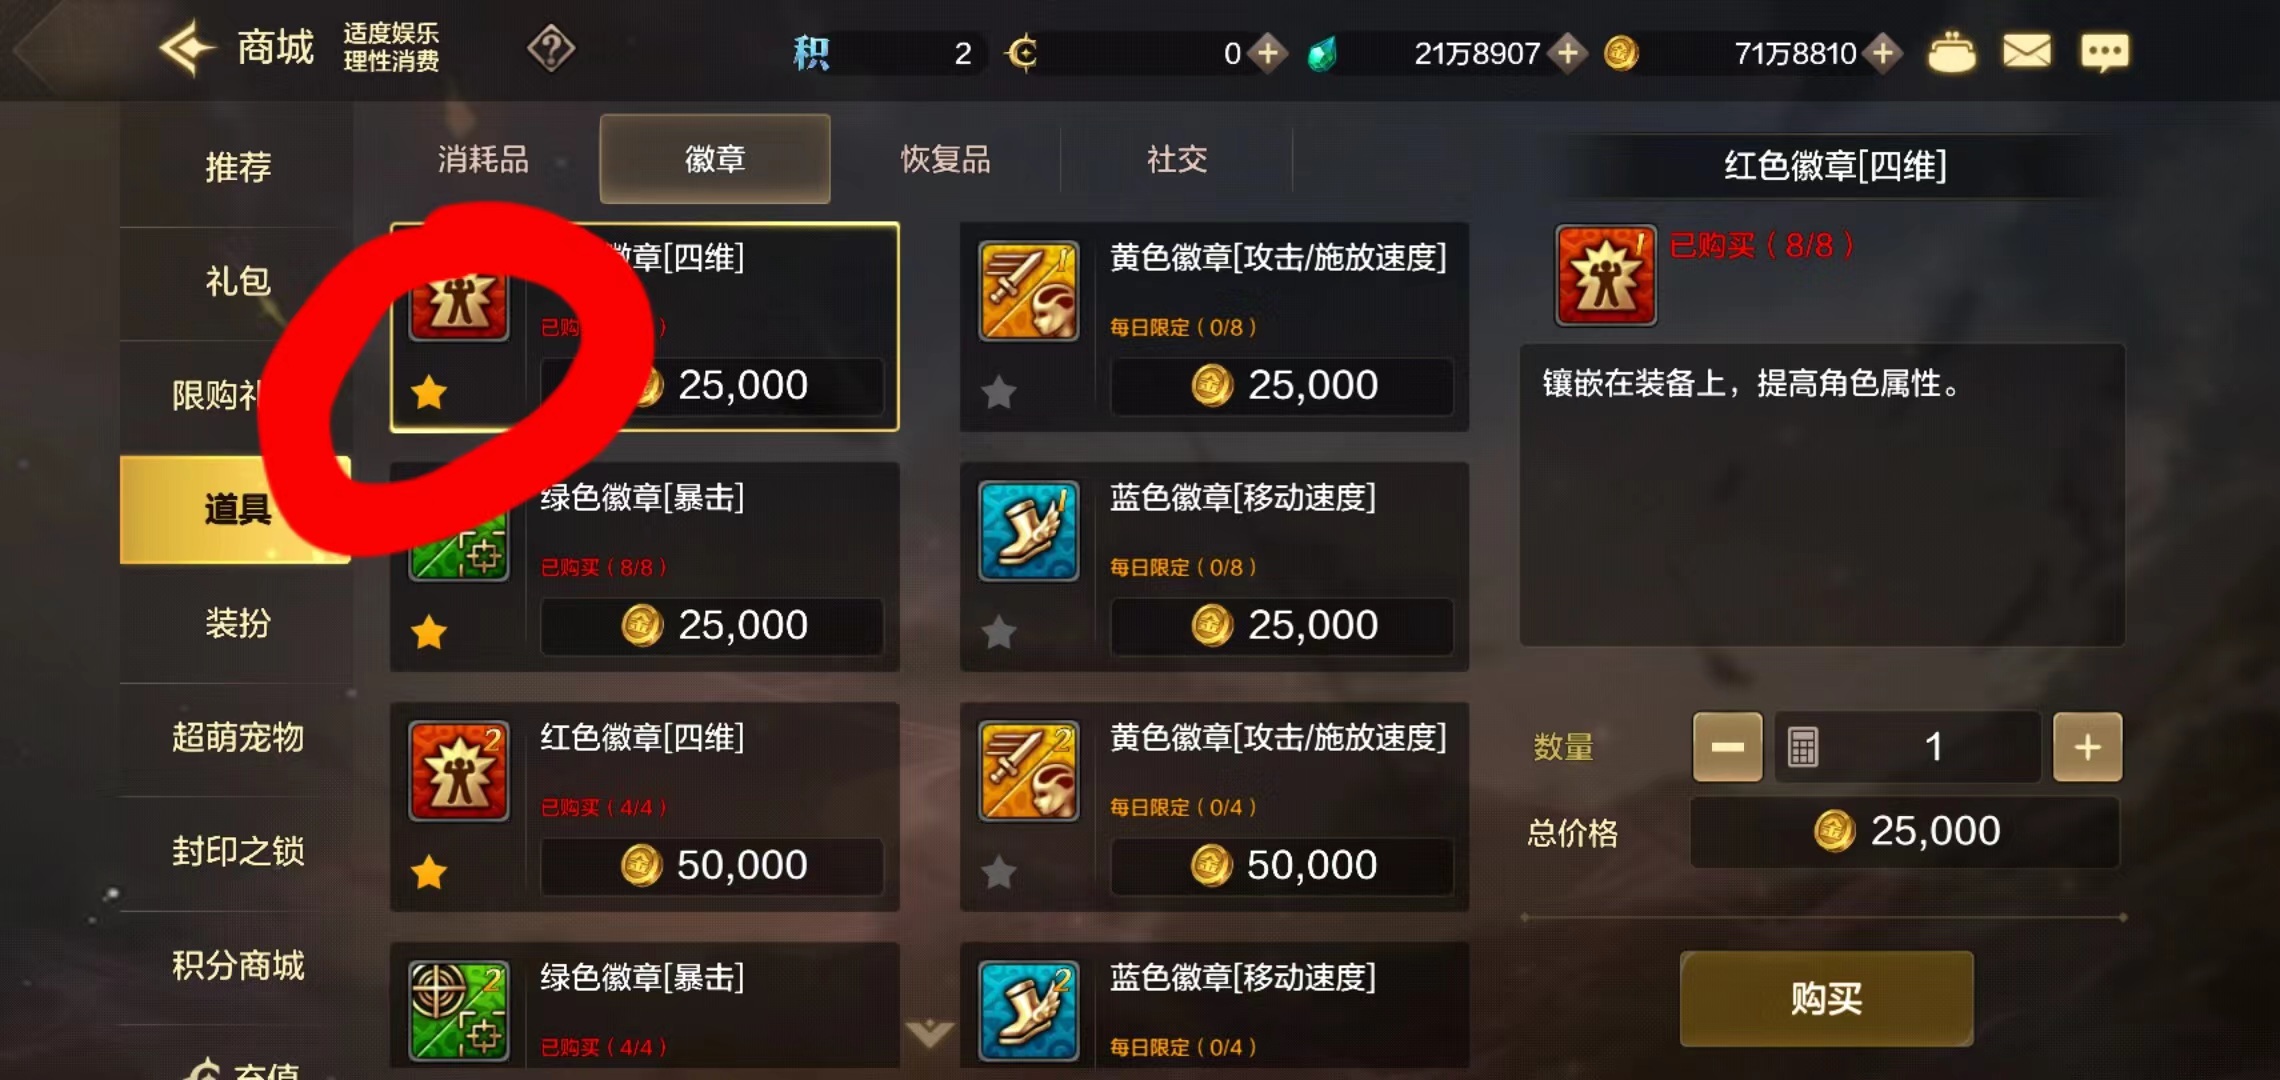 商城
适度娱乐
理性消费
?
积 2
0
21万8907
71万8810
推荐
礼包
限购
道具
装扮
超萌宠物
封印之锁
积分商城
充值
消耗品
徽章
恢复品
社交
章[四维]
已购
25,000
黄色徽章[攻击/施放速度]
1
每日限定（0/8）
25,000
绿色徽章[暴击]
已购买（8/8）
25,000
蓝色徽章[移动速度]
1
每日限定（0/8）
25,000
红色徽章[四维]
2
已购买（4/4）
50,000
黄色徽章[攻击/施放速度]
2
每日限定（0/4）
50,000
绿色徽章[暴击]
2
已购买（4/4）
蓝色徽章[移动速度]
2
每日限定（0/4）
红色徽章[四维]
1
已购买（8/8）
镶嵌在装备上，提高角色属性。
数量
1
总价格
25,000
购买